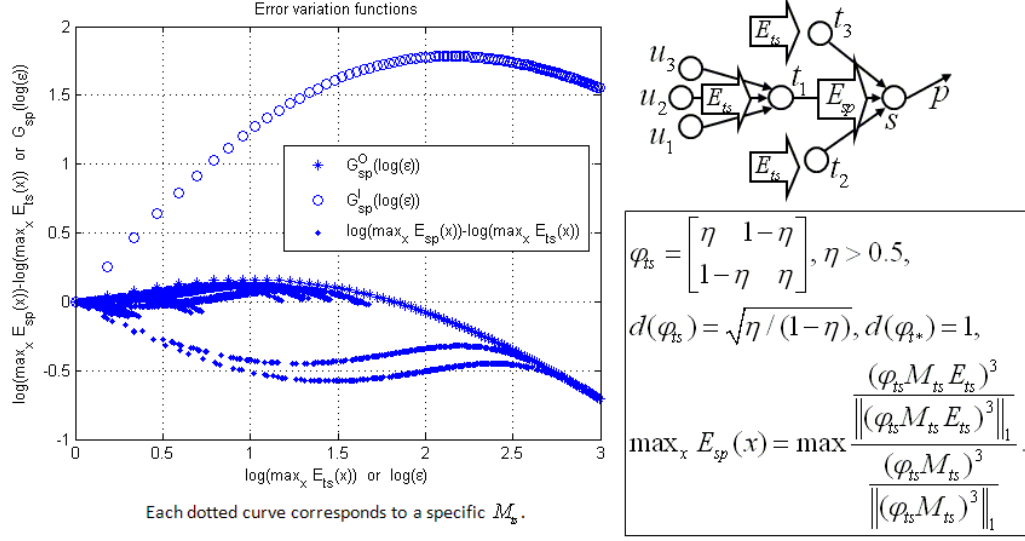 Error variation functions
log(max_x E_sp(x))-log(max_x E_ts(x)) or G_sp(log(ε))
2
1.5
1
0.5
0
-0.5
-1
0
0.5
1
1.5
2
2.5
3
G^O_sp(log(ε))
G^I_sp(log(ε))
log(max_x E_sp(x))-log(max_x E_ts(x))
log(max_x E_ts(x)) or log(ε)
Each dotted curve corresponds to a specific M_ts.
E_ts
t_3
u_3
u_2
u_1
E_ts
t_1
E_sp
s
p
E_ts
t_2
φ_ts = [η 1-η; 1-η η], η > 0.5,
d(φ_ts) = √(η/(1-η)), d(φ_t*) = 1,
max_x E_sp(x) = max ((φ_ts M_ts E_ts)^3 / ‖(φ_ts M_ts E_ts)^3‖_1) / ((φ_ts M_ts)^3 / ‖(φ_ts M_ts)^3‖_1).